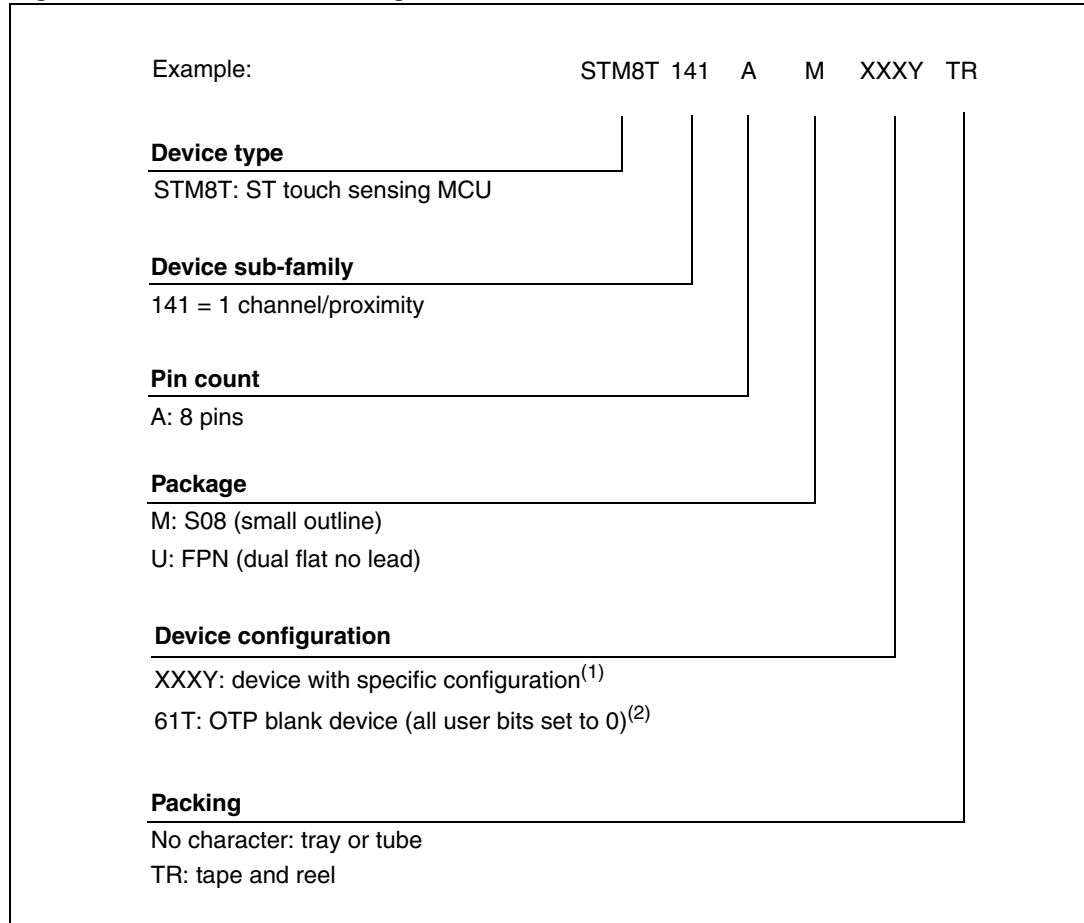 Example: STM8T 141 A M XXXY TR
Device type
STM8T: ST touch sensing MCU
Device sub-family
141 = 1 channel/proximity
Pin count
A: 8 pins
Package
M: S08 (small outline)
U: FPN (dual flat no lead)
Device configuration
XXXY: device with specific configuration(1)
61T: OTP blank device (all user bits set to 0)(2)
Packing
No character: tray or tube
TR: tape and reel